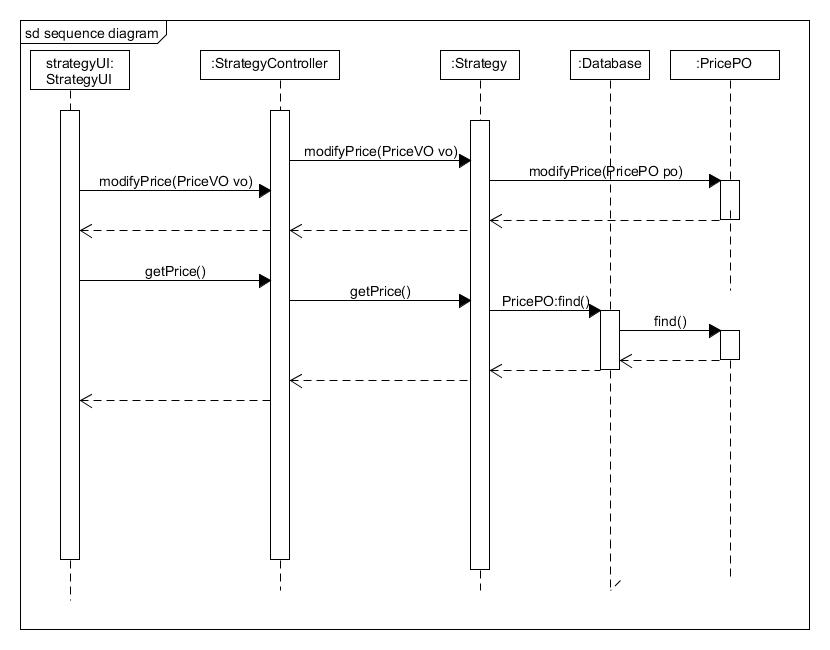 sd sequence diagram
strategyUI:
StrategyUI
:StrategyController
:Strategy
:Database
:PricePO
modifyPrice(PriceVO vo)
modifyPrice(PricePO po)
modifyPrice(PriceVO vo)
getPrice()
getPrice()
PricePO:find()
find()